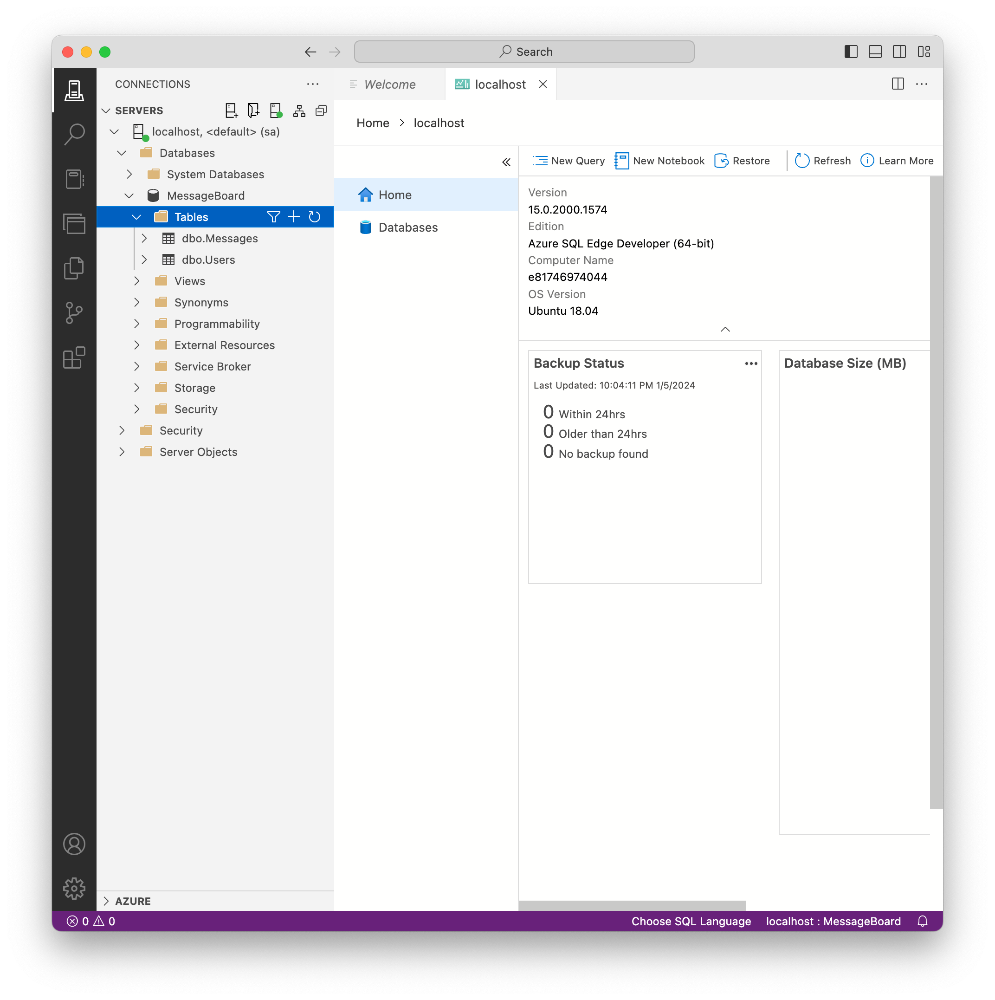 Search
CONNECTIONS
Welcome
localhost
SERVERS
localhost, <default> (sa)
Databases
System Databases
MessageBoard
Tables
dbo.Messages
dbo.Users
Views
Synonyms
Programmability
External Resources
Service Broker
Storage
Security
Security
Server Objects
AZURE
Home > localhost
Home
Databases
New Query New Notebook Restore Refresh Learn More
Version
15.0.2000.1574
Edition
Azure SQL Edge Developer (64-bit)
Computer Name
e81746974044
OS Version
Ubuntu 18.04
Backup Status
Last Updated: 10:04:11 PM 1/5/2024
0 Within 24hrs
0 Older than 24hrs
0 No backup found
Database Size (MB)
0 0
Choose SQL Language localhost : MessageBoard